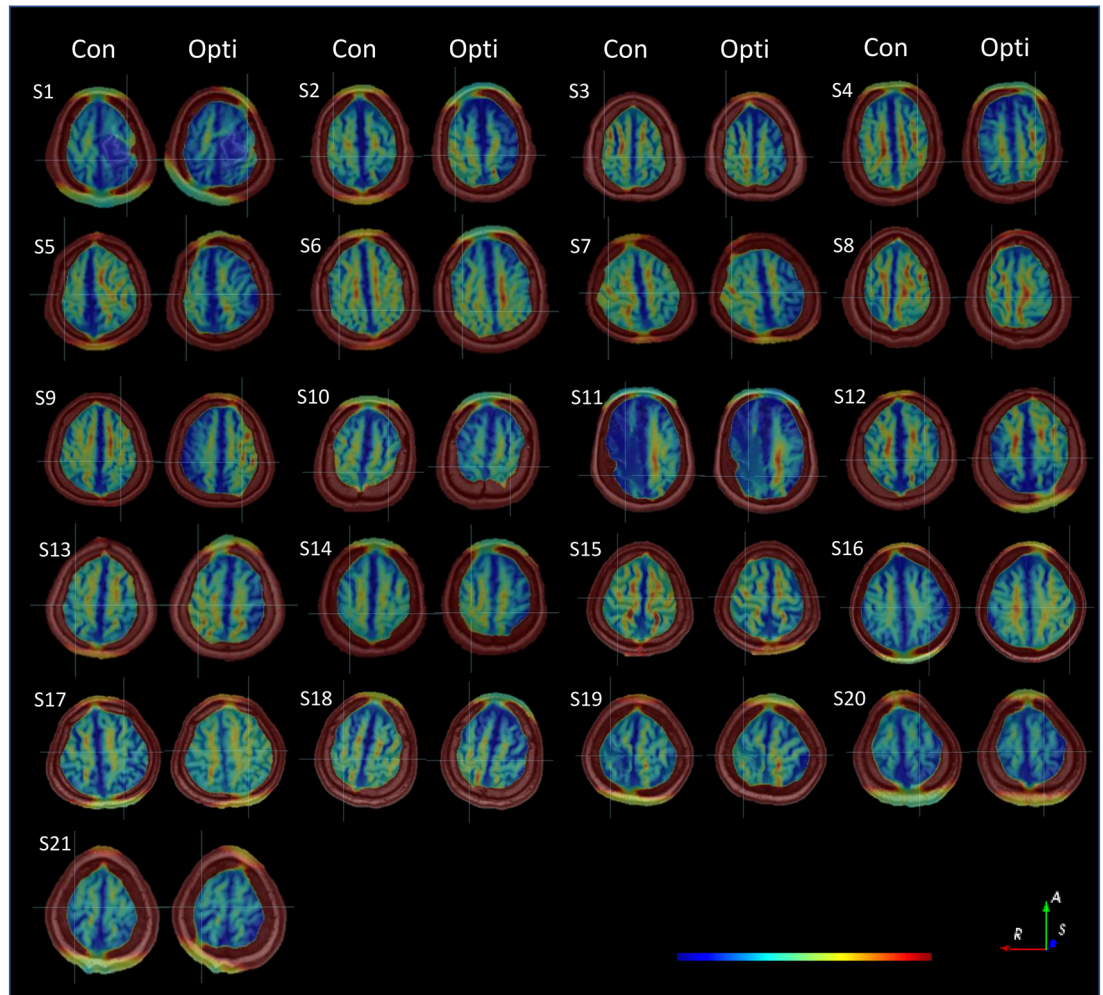 Con Opti Con Opti Con Opti Con Opti
S1 S2 S3 S4
S5 S6 S7 S8
S9 S10 S11 S12
S13 S14 S15 S16
S17 S18 S19 S20
S21
A
R S